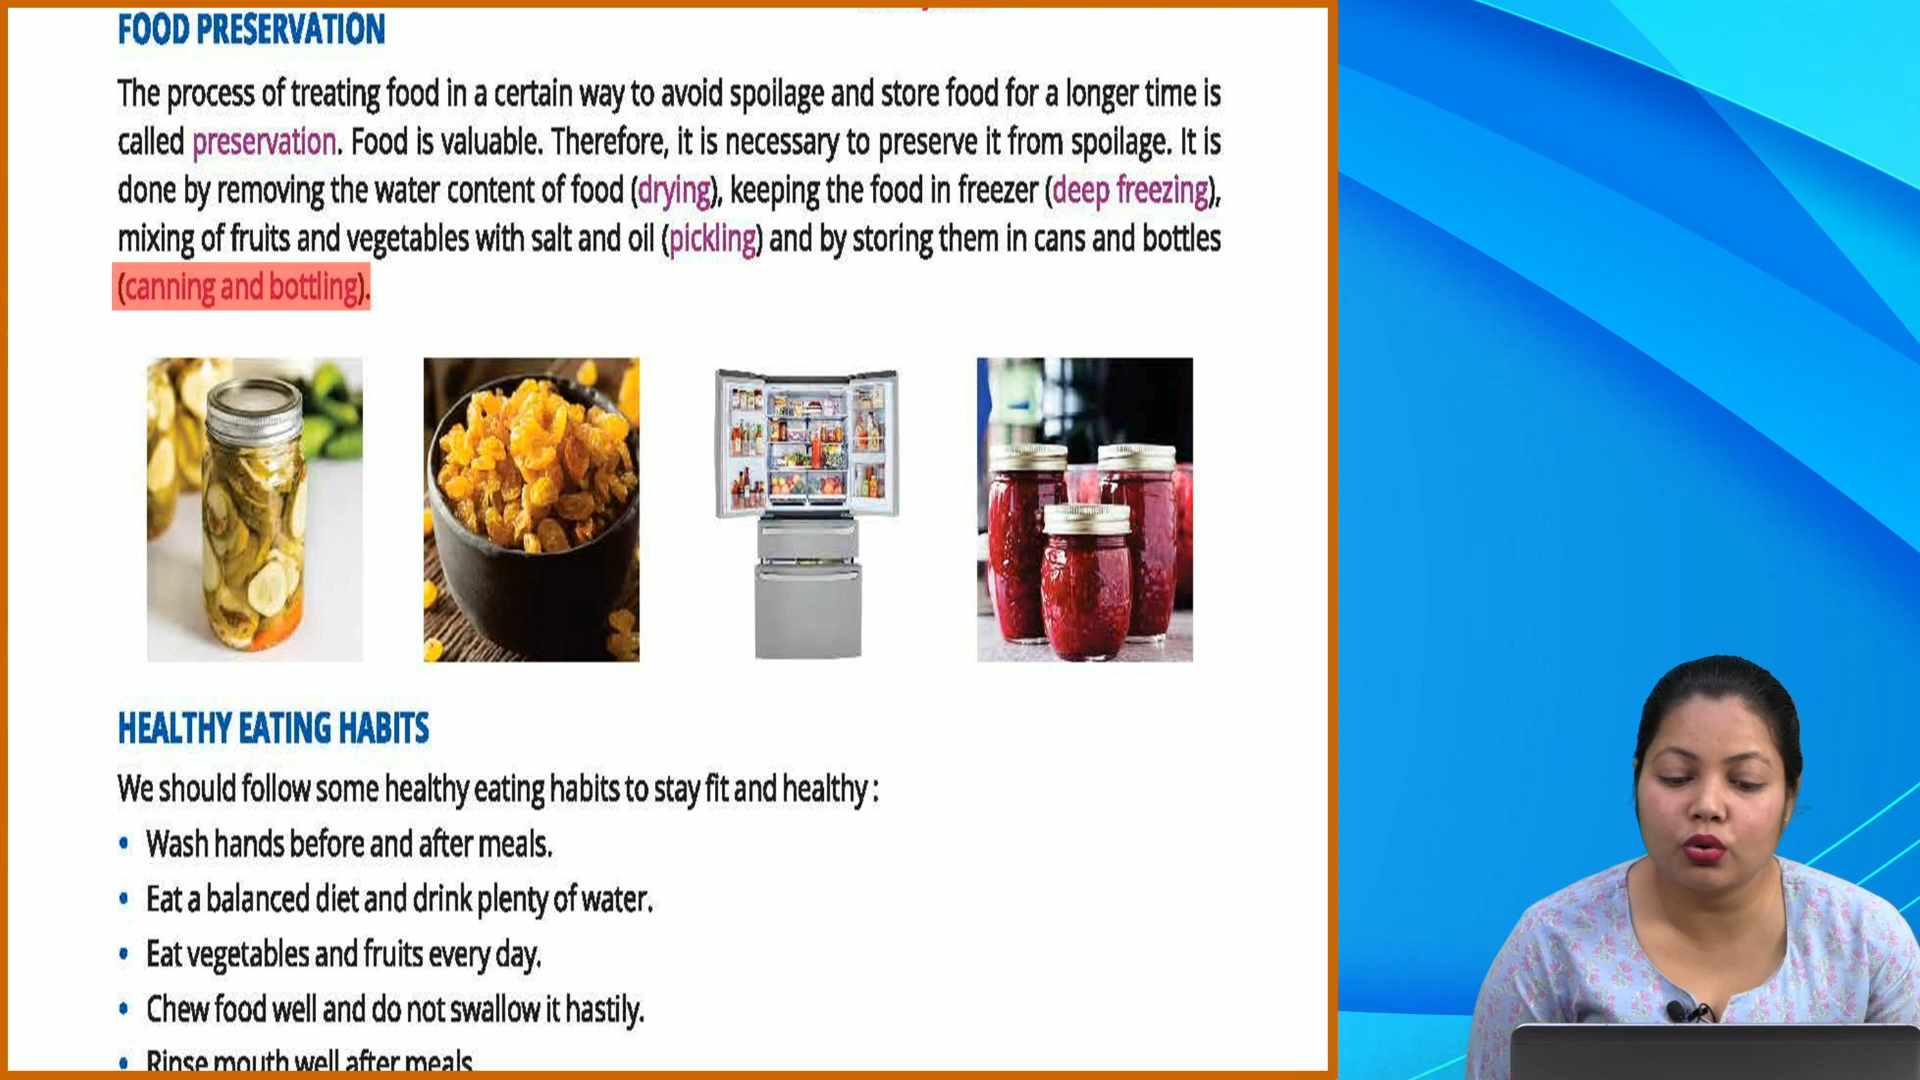 FOOD PRESERVATION
The process of treating food in a certain way to avoid spoilage and store food for a longer time is
called preservation. Food is valuable. Therefore, it is necessary to preserve it from spoilage. It is
done by removing the water content of food (drying), keeping the food in freezer (deep freezing),
mixing of fruits and vegetables with salt and oil (pickling) and by storing them in cans and bottles
(canning and bottling).
HEALTHY EATING HABITS
We should follow some healthy eating habits to stay fit and healthy :
• Wash hands before and after meals.
• Eat a balanced diet and drink plenty of water.
• Eat vegetables and fruits every day.
• Chew food well and do not swallow it hastily.
• Rinse mouth well after meals